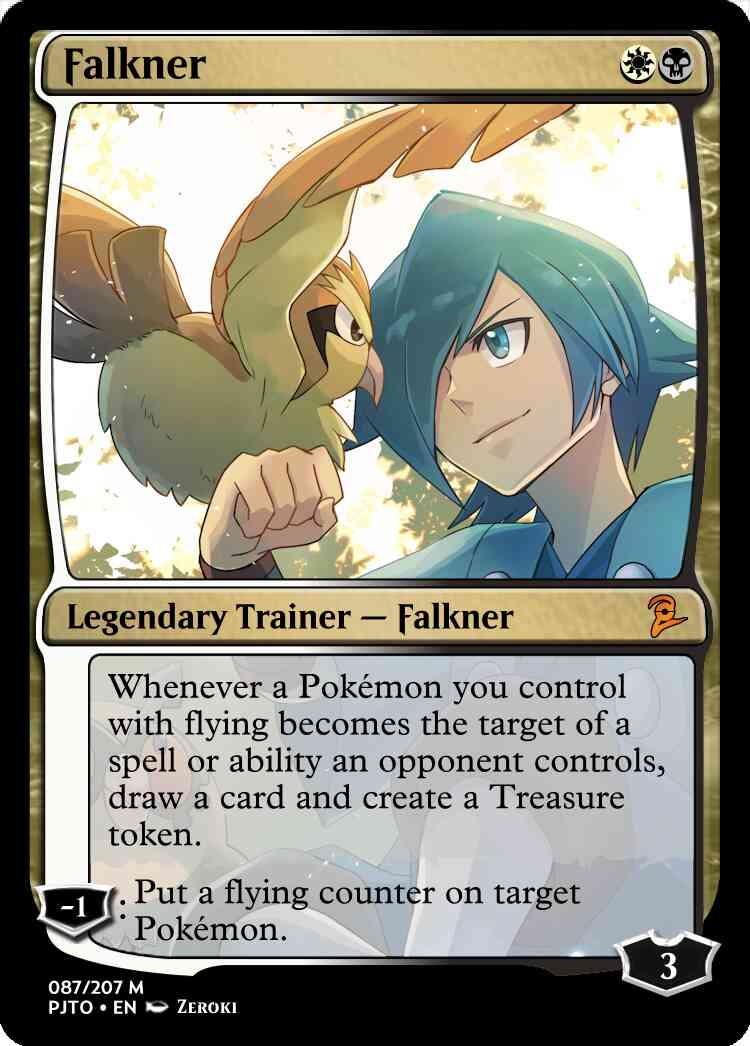 Falkner
Legendary Trainer — Falkner
Whenever a Pokémon you control
with flying becomes the target of a
spell or ability an opponent controls,
draw a card and create a Treasure
token.
-1 : Put a flying counter on target
Pokémon.
3
087/207 M
PJTO • EN Zeroki